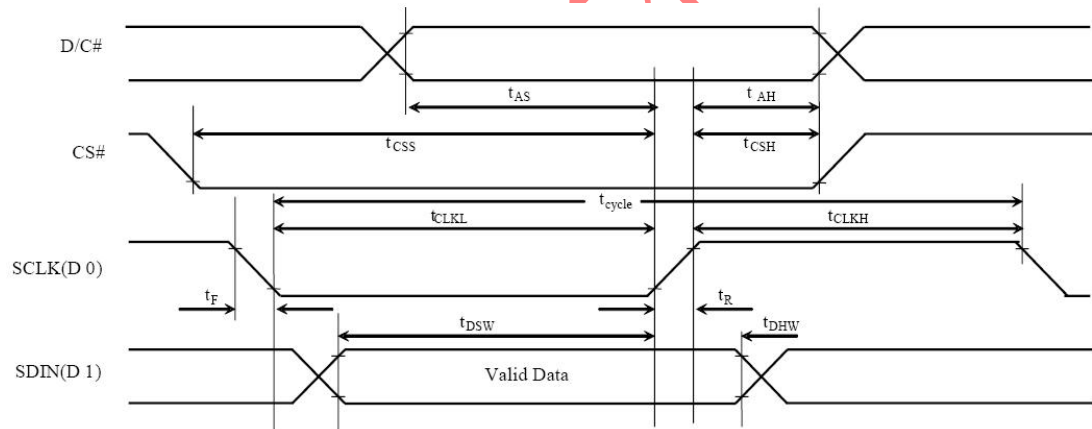 D/C#
tAS
tAH
CS#
tCSS
tCSH
tcycle
tCLKL
tCLKH
SCLK(D 0)
tF
tR
tDSW
tDHW
SDIN(D 1)
Valid Data